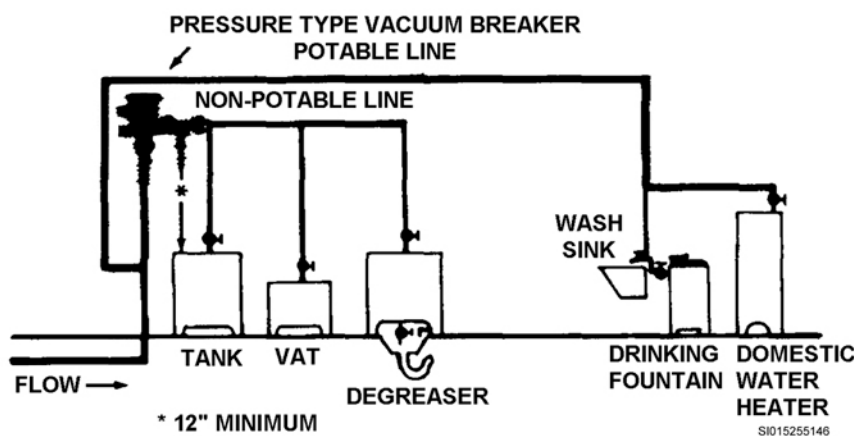 PRESSURE TYPE VACUUM BREAKER
POTABLE LINE
NON-POTABLE LINE
*
WASH
SINK
TANK
VAT
DEGREASER
DRINKING
FOUNTAIN
DOMESTIC
WATER
HEATER
FLOW
* 12" MINIMUM
SI015255146